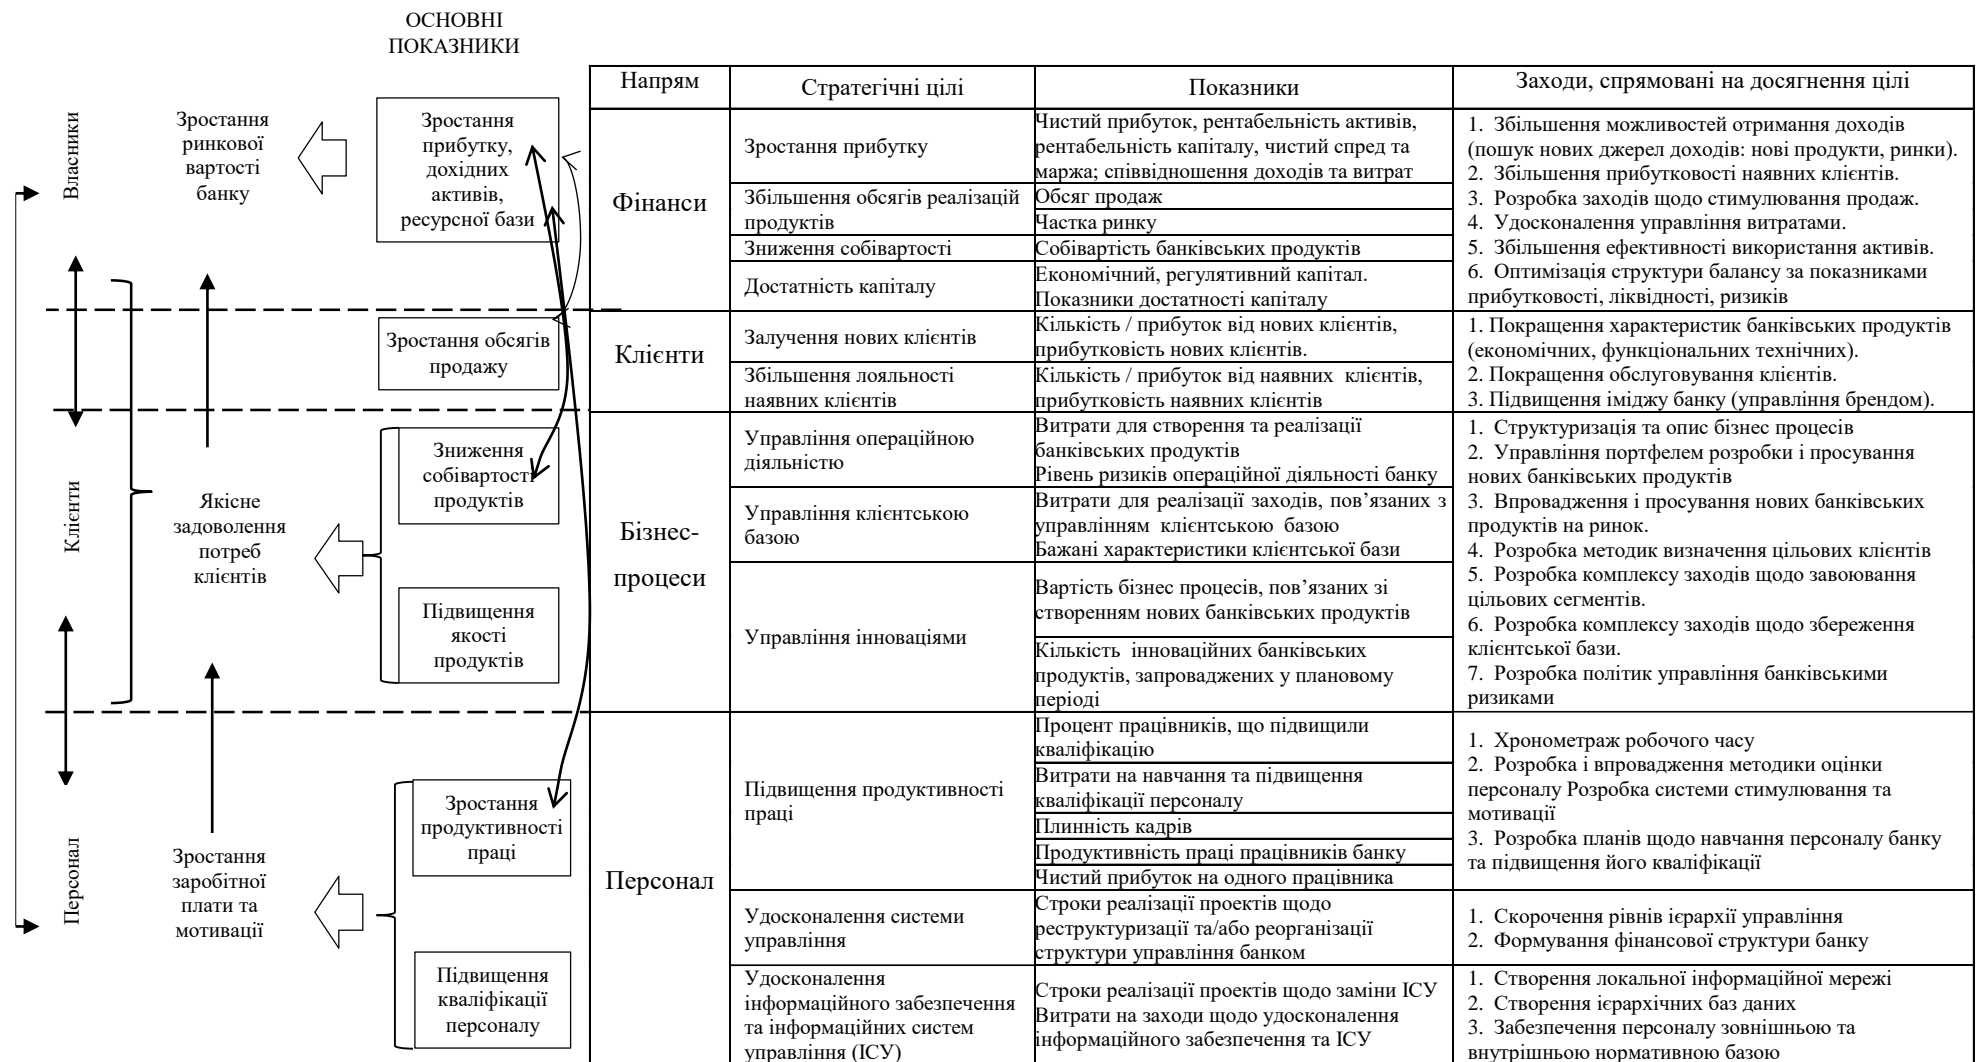 ОСНОВНІ
ПОКАЗНИКИ
Власники
Зростання
ринкової
вартості
банку
Зростання
прибутку,
дохідних
активів,
ресурсної бази
Зростання обсягів
продажу
Клієнти
Якісне
задоволення
потреб
клієнтів
Зниження
собівартості
продуктів
Підвищення
якості
продуктів
Персонал
Зростання
заробітної
плати та
мотивації
Зростання
продуктивності
праці
Підвищення
кваліфікації
персоналу
Напрям
Стратегічні цілі
Показники
Заходи, спрямовані на досягнення цілі
Фінанси
Зростання прибутку
Чистий прибуток, рентабельність активів,
рентабельність капіталу, чистий спред та
маржа; співвідношення доходів та витрат
Збільшення обсягів реалізацій
продуктів
Обсяг продаж
Частка ринку
Зниження собівартості
Собівартість банківських продуктів
Достатність капіталу
Економічний, регулятивний капітал.
Показники достатності капіталу
1. Збільшення можливостей отримання доходів
(пошук нових джерел доходів: нові продукти, ринки).
2. Збільшення прибутковості наявних клієнтів.
3. Розробка заходів щодо стимулювання продаж.
4. Удосконалення управління витратами.
5. Збільшення ефективності використання активів.
6. Оптимізація структури балансу за показниками
прибутковості, ліквідності, ризиків
Клієнти
Залучення нових клієнтів
Кількість / прибуток від нових клієнтів,
прибутковість нових клієнтів.
Збільшення лояльності
наявних клієнтів
Кількість / прибуток від наявних клієнтів,
прибутковість наявних клієнтів
1. Покращення характеристик банківських продуктів
(економічних, функціональних технічних).
2. Покращення обслуговування клієнтів.
3. Підвищення іміджу банку (управління брендом).
Бізнес-
процеси
Управління операційною
діяльністю
Витрати для створення та реалізації
банківських продуктів
Рівень ризиків операційної діяльності банку
Управління клієнтською
базою
Витрати для реалізації заходів, пов’язаних з
управлінням клієнтською базою
Бажані характеристики клієнтської бази
Управління інноваціями
Вартість бізнес процесів, пов’язаних зі
створенням нових банківських продуктів
Кількість інноваційних банківських
продуктів, запроваджених у плановому
періоді
1. Структуризація та опис бізнес процесів
2. Управління портфелем розробки і просування
нових банківських продуктів
3. Впровадження і просування нових банківських
продуктів на ринок.
4. Розробка методик визначення цільових клієнтів
5. Розробка комплексу заходів щодо завоювання
цільових сегментів.
6. Розробка комплексу заходів щодо збереження
клієнтської бази.
7. Розробка політик управління банківськими
ризиками
Персонал
Підвищення продуктивності
праці
Процент працівників, що підвищили
кваліфікацію
Витрати на навчання та підвищення
кваліфікації персоналу
Плинність кадрів
Продуктивність праці працівників банку
Чистий прибуток на одного працівника
1. Хронометраж робочого часу
2. Розробка і впровадження методики оцінки
персоналу Розробка системи стимулювання та
мотивації
3. Розробка планів щодо навчання персоналу банку
та підвищення його кваліфікації
Удосконалення системи
управління
Строки реалізації проектів щодо
реструктуризації та/або реорганізації
структури управління банком
1. Скорочення рівнів ієрархії управління
2. Формування фінансової структури банку
Удосконалення
інформаційного забезпечення
та інформаційних систем
управління (ІСУ)
Строки реалізації проектів щодо заміни ІСУ
Витрати на заходи щодо удосконалення
інформаційного забезпечення та ІСУ
1. Створення локальної інформаційної мережі
2. Створення ієрархічних баз даних
3. Забезпечення персоналу зовнішньою та
внутрішньою нормативною базою